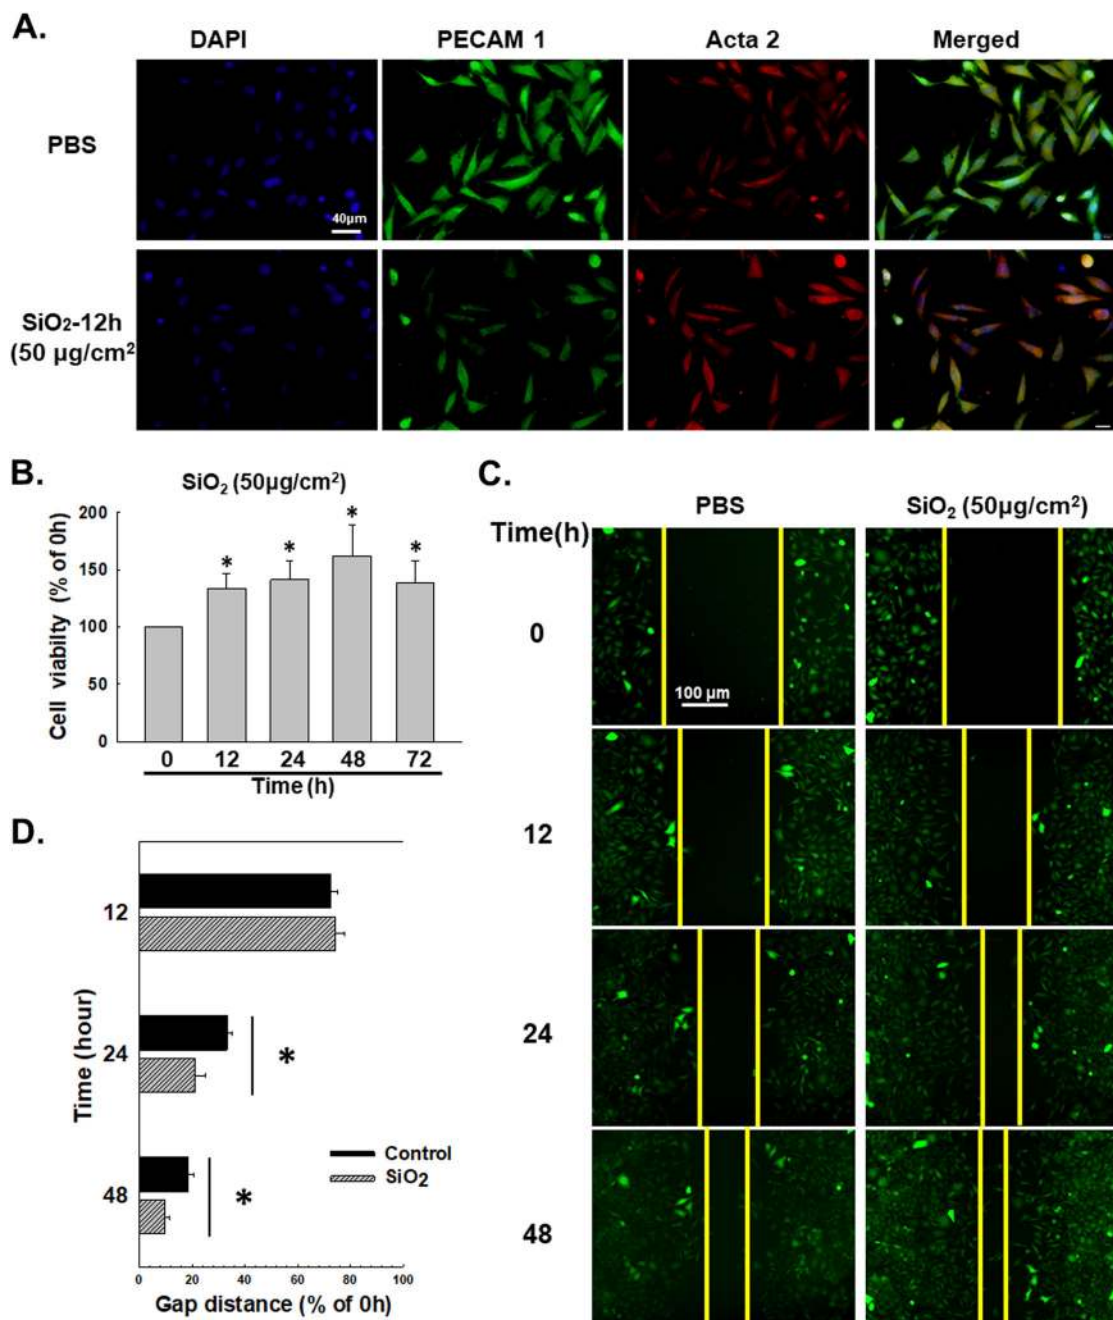 A.
DAPI PECAM 1 Acta 2 Merged
PBS
40µm
SiO₂-12h
(50 µg/cm²
B.
SiO₂ (50µg/cm²)
Cell viabilty (% of 0h)
200
150
100
50
0
0 12 24 48 72
Time (h)
* * * *
C.
PBS SiO₂ (50µg/cm²)
Time(h)
0
100 µm
12
24
48
D.
Time (hour)
12
24
*
48
*
Control
SiO₂
0 20 40 60 80 100
Gap distance (% of 0h)